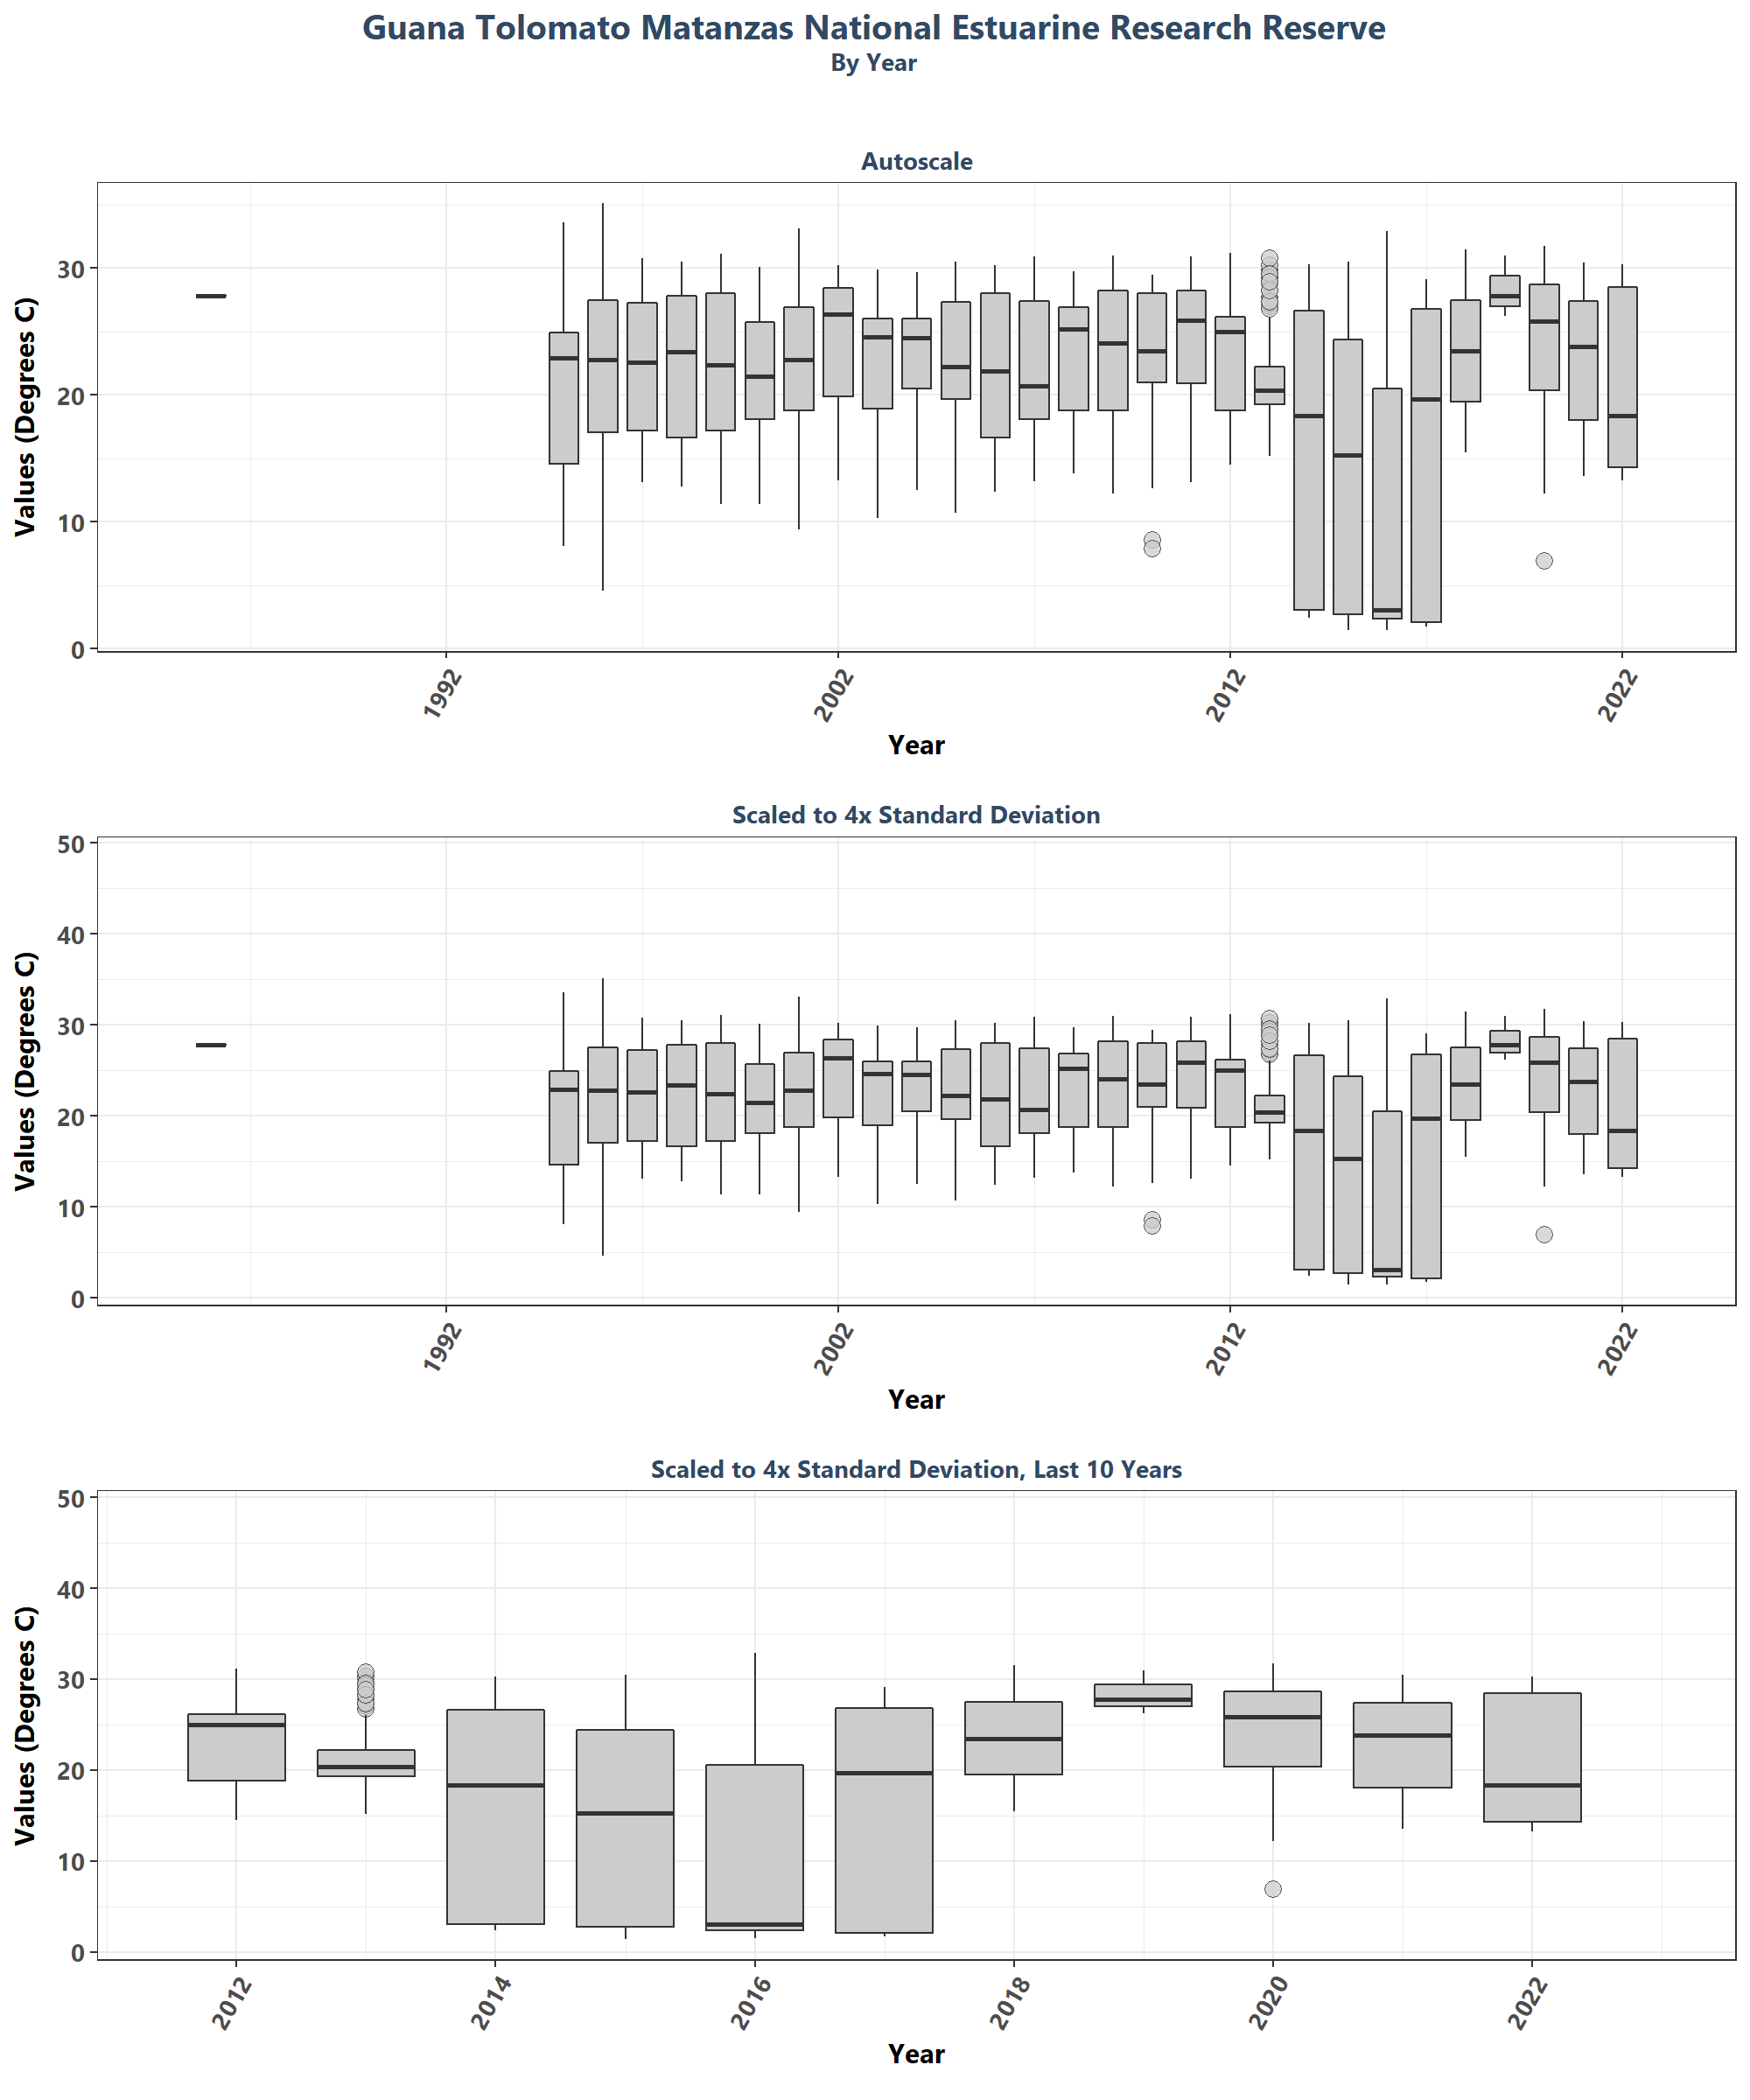 Guana Tolomato Matanzas National Estuarine Research Reserve
By Year
Autoscale
Values (Degrees C)
30
20
10
0
1992
2002
2012
2022
Year
Scaled to 4x Standard Deviation
Values (Degrees C)
50
40
30
20
10
0
1992
2002
2012
2022
Year
Scaled to 4x Standard Deviation, Last 10 Years
Values (Degrees C)
50
40
30
20
10
0
2012
2014
2016
2018
2020
2022
Year